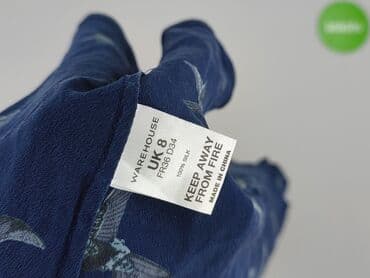 WAREHOUSE
UK 8
FR36 D34
100% SILK
KEEP AWAY
FROM FIRE
MADE IN CHINA